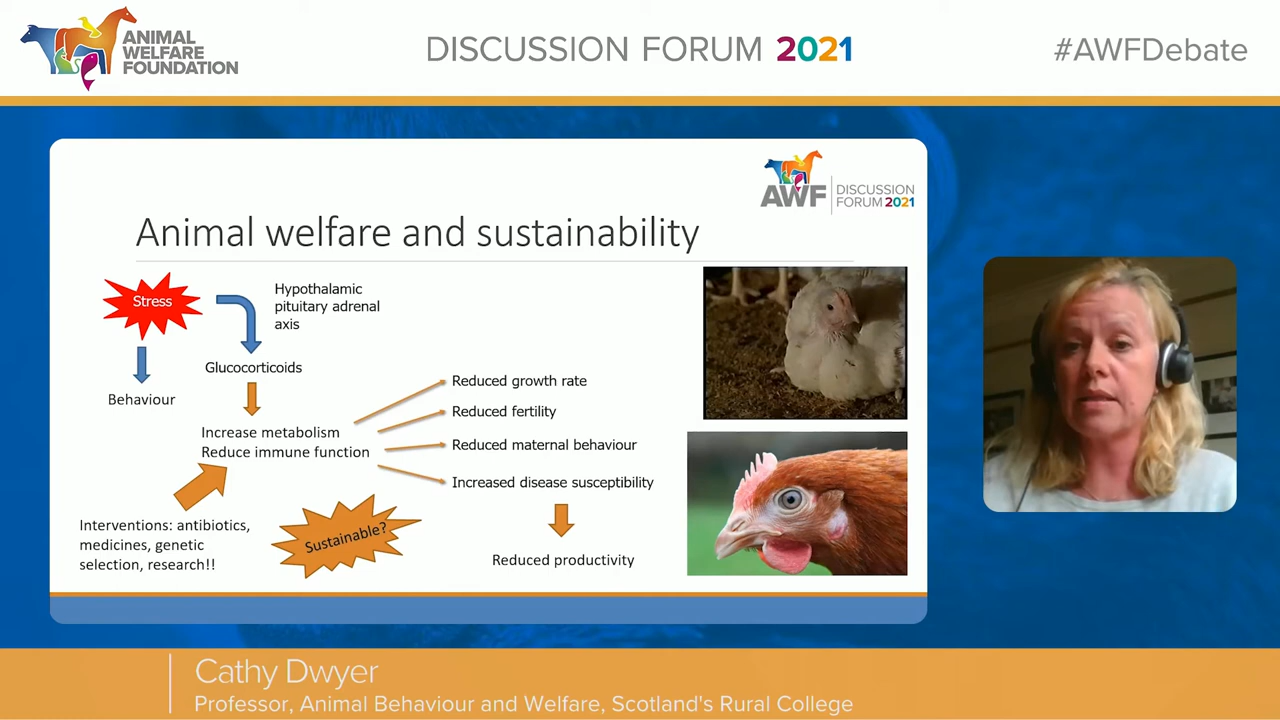 ANIMAL
WELFARE
FOUNDATION
DISCUSSION FORUM 2021
#AWFDebate
AWF
DISCUSSION
FORUM 2021
Animal welfare and sustainability
Stress
Hypothalamic
pituitary adrenal
axis
Glucocorticoids
Behaviour
Increase metabolism
Reduce immune function
Reduced growth rate
Reduced fertility
Reduced maternal behaviour
Increased disease susceptibility
Interventions: antibiotics,
medicines, genetic
selection, research!!
Sustainable?
Reduced productivity
Cathy Dwyer
Professor, Animal Behaviour and Welfare, Scotland's Rural College